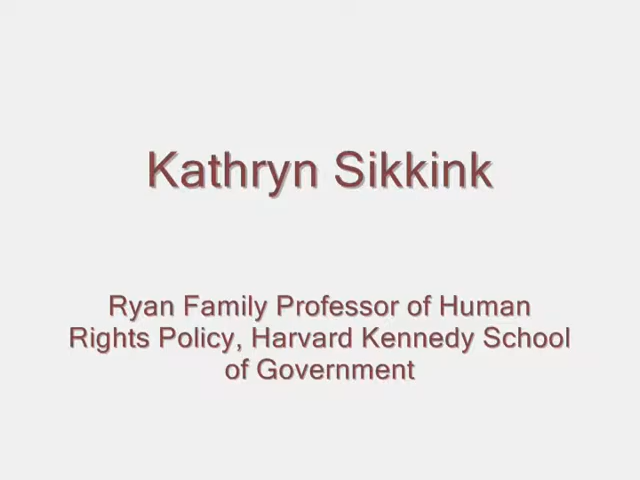 Kathryn Sikkink
Ryan Family Professor of Human
Rights Policy, Harvard Kennedy School
of Government